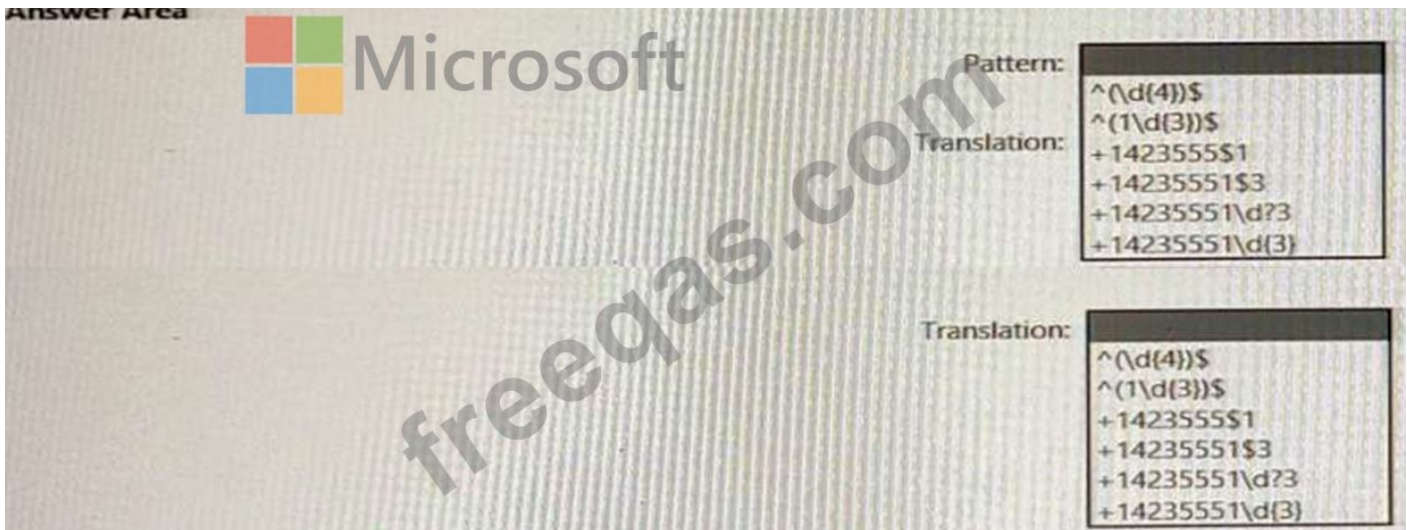 Answer Area
Microsoft
Pattern:
^(\d{4})$
^(1\d{3})$
Translation:
+1423555$1
+14235551$3
+14235551\d?3
+14235551\d{3}
freeqas.com
Translation:
^(\d{4})$
^(1\d{3})$
+1423555$1
+14235551$3
+14235551\d?3
+14235551\d{3}